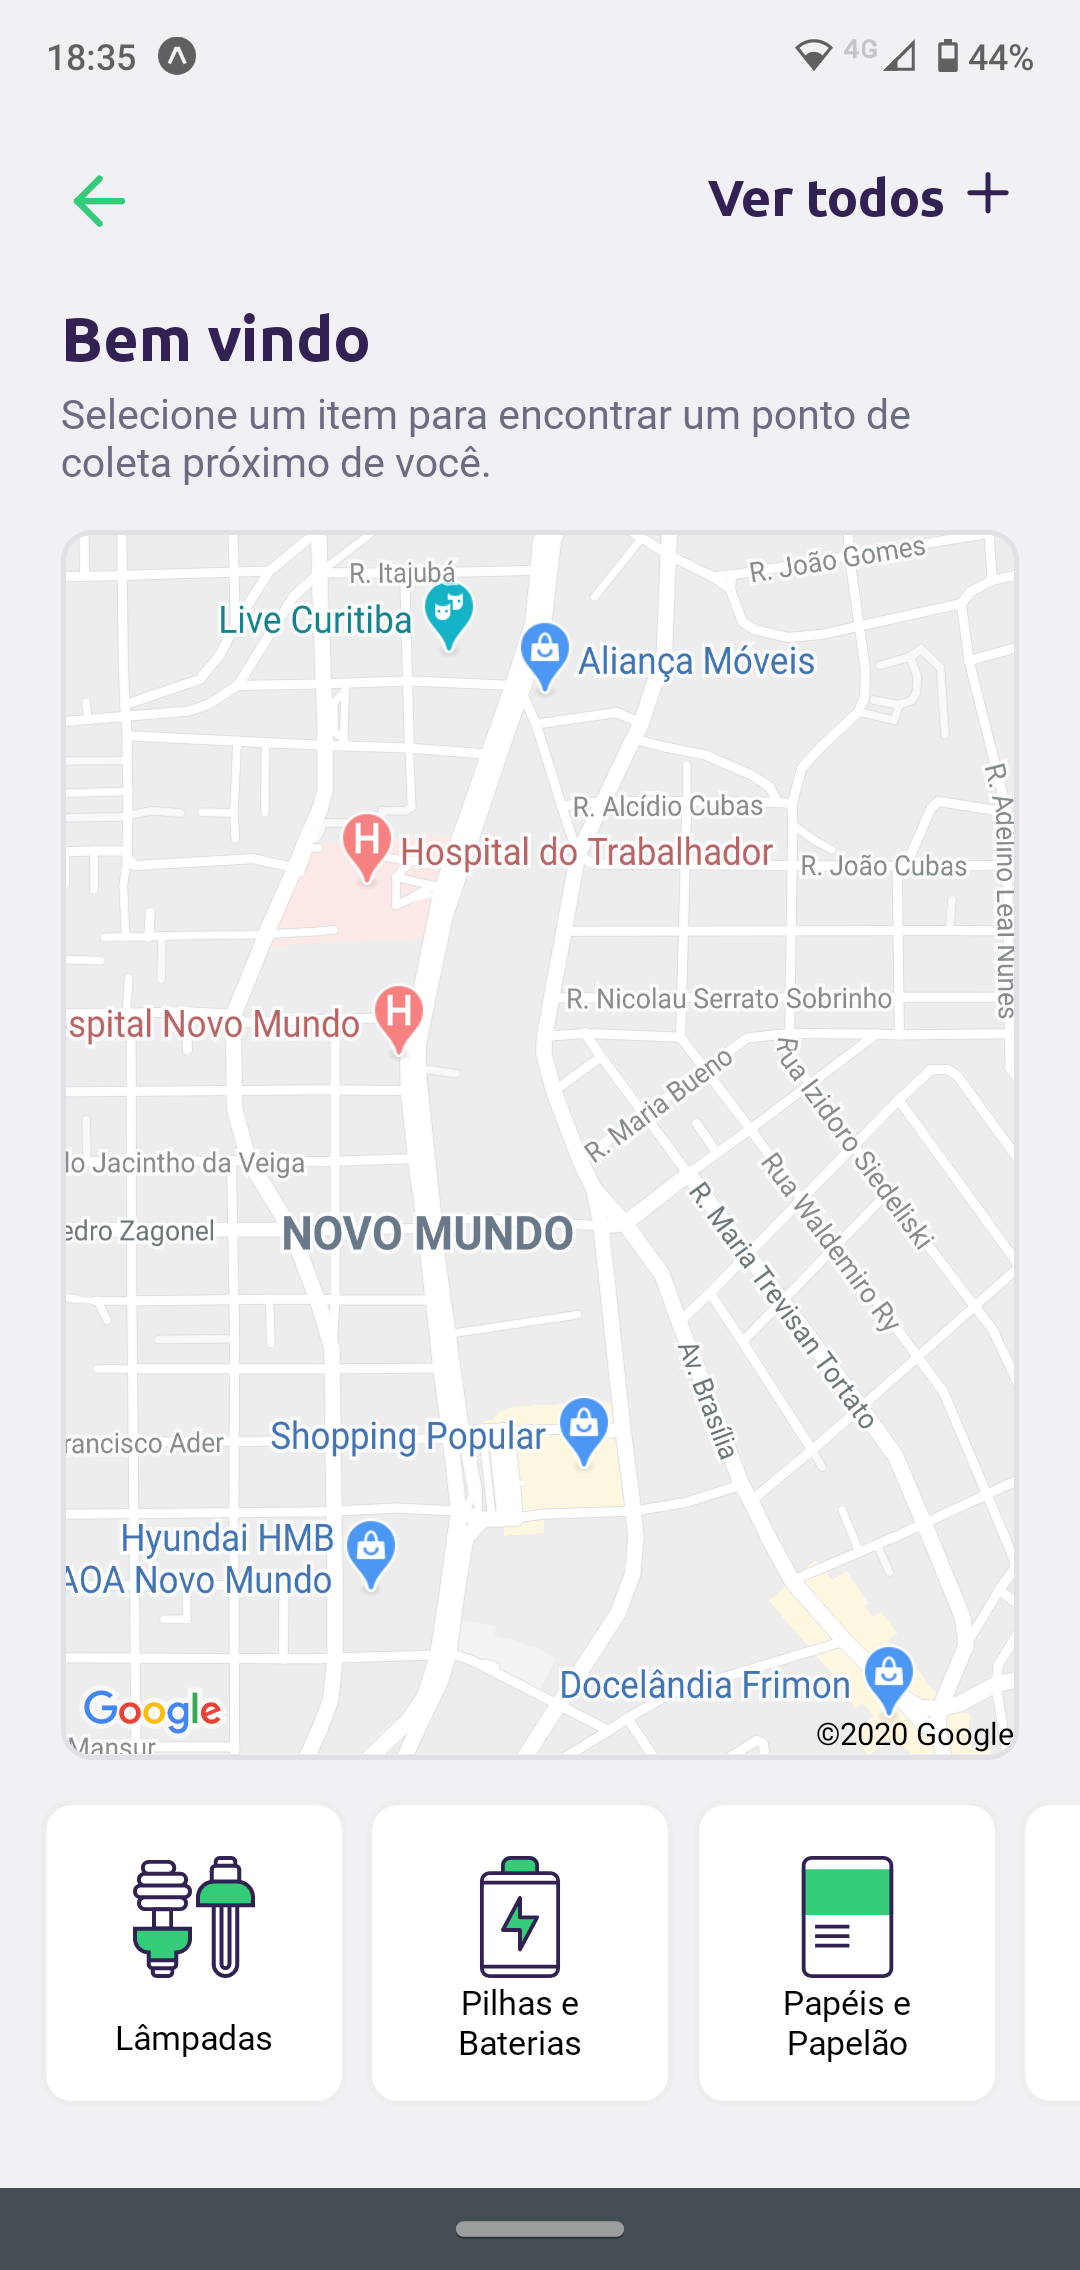 18:35
4G
44%
Ver todos
Bem vindo
Selecione um item para encontrar um ponto de
coleta próximo de você.
R. João Gomes
R. Itajubá
Live Curitiba
Aliança Móveis
R. Adelino Leal Nunes
R. Alcídio Cubas
Hospital do Trabalhador
R. João Cubas
R. Nicolau Serrato Sobrinho
spital Novo Mundo
R. Maria Bueno
Rua Izidoro Siedeliski
lo Jacintho da Veiga
Rua Waldemiro Ry
R. Maria Trevisan Tortato
edro Zagonel
NOVO MUNDO
Av. Brasília
Shopping Popular
rancisco Ader
Hyundai HMB
AOA Novo Mundo
Docelândia Frimon
Google
©2020 Google
Mansur
Lâmpadas
Pilhas e
Baterias
Papéis e
Papelão